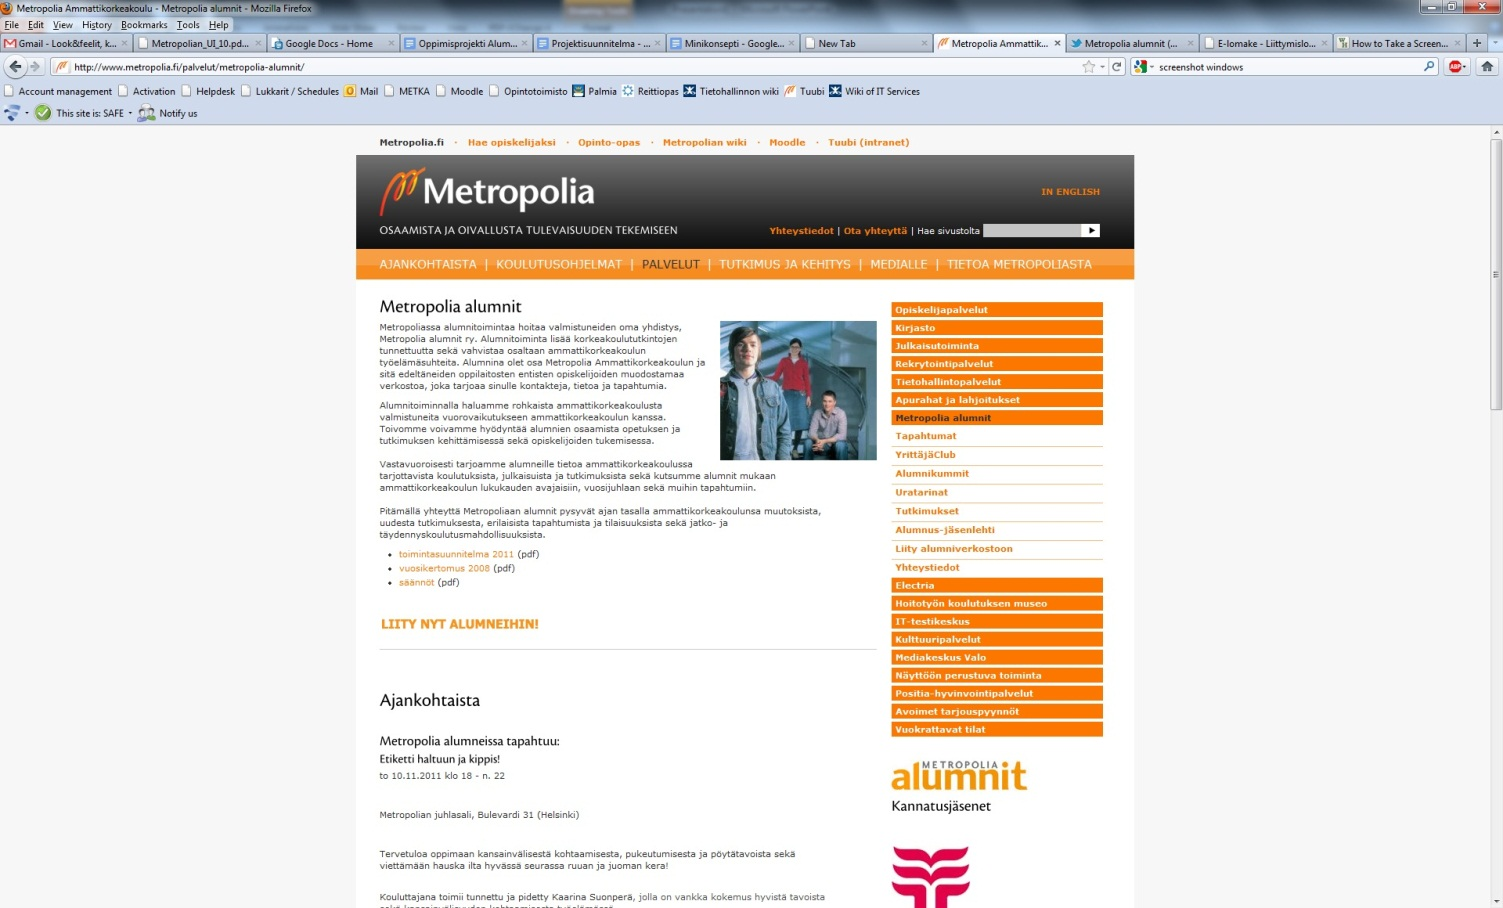 Metropolia Ammattikorkeakoulu - Metropolia alumnit - Mozilla Firefox
File Edit View History Bookmarks Tools Help
Gmail - Look&feelit, k... Metropolian_UI_10.pd... Google Docs - Home Oppimisprojekti Alum... Projektisuunnitelma - ... Minikonsepti - Google... New Tab Metropolia Ammattik... Metropolia alumnit (... E-lomake - Liittymislo... How to Take a Screen...
http://www.metropolia.fi/palvelut/metropolia-alumnit/ screenshot windows
Account management Activation Helpdesk Lukkarit / Schedules Mail METKA Moodle Opintotoimisto Palmia Reittiopas Tietohallinnon wiki Tuubi Wiki of IT Services
This site is: SAFE Notify us
Metropolia.fi · Hae opiskelijaksi · Opinto-opas · Metropolian wiki · Moodle · Tuubi (intranet)
Metropolia
IN ENGLISH
OSAAMISTA JA OIVALLUSTA TULEVAISUUDEN TEKEMISEEN
Yhteystiedot | Ota yhteyttä | Hae sivustolta
AJANKOHTAISTA | KOULUTUSOHJELMAT | PALVELUT | TUTKIMUS JA KEHITYS | MEDIALLE | TIETOA METROPOLIASTA
Metropolia alumnit
Metropoliassa alumnitoimintaa hoitaa valmistuneiden oma yhdistys,
Metropolia alumnit ry. Alumnitoiminta lisää korkeakoulututkintojen
tunnettuutta sekä vahvistaa osaltaan ammattikorkeakoulun
työelämäsuhteita. Alumnina olet osa Metropolia Ammattikorkeakoulun ja
sitä edeltäneiden oppilaitosten entisten opiskelijoiden muodostamaa
verkostoa, joka tarjoaa sinulle kontakteja, tietoa ja tapahtumia.
Alumnitoiminnalla haluamme rohkaista ammattikorkeakoulusta
valmistuneita vuorovaikutukseen ammattikorkeakoulun kanssa.
Toivomme voivamme hyödyntää alumnien osaamista opetuksen ja
tutkimuksen kehittämisessä sekä opiskelijoiden tukemisessa.
Vastavuoroisesti tarjoamme alumneille tietoa ammattikorkeakoulussa
tarjottavista koulutuksista, julkaisuista ja tutkimuksista sekä kutsumme alumnit mukaan
ammattikorkeakoulun lukukauden avajaisiin, vuosijuhlaan sekä muihin tapahtumiin.
Pitämällä yhteyttä Metropoliaan alumnit pysyvät ajan tasalla ammattikorkeakoulunsa muutoksista,
uudesta tutkimuksesta, erilaisista tapahtumista ja tilaisuuksista sekä jatko- ja
täydennyskoulutusmahdollisuuksista.
• toimintasuunnitelma 2011 (pdf)
• vuosikertomus 2008 (pdf)
• säännöt (pdf)
LIITY NYT ALUMNEIHIN!
Ajankohtaista
Metropolia alumneissa tapahtuu:
Etiketti haltuun ja kippis!
to 10.11.2011 klo 18 - n. 22
Metropolian juhlasali, Bulevardi 31 (Helsinki)
Tervetuloa oppimaan kansainvälisestä kohtaamisesta, pukeutumisesta ja pöytätavoista sekä
viettämään hauska ilta hyvässä seurassa ruuan ja juoman kera!
Kouluttajana toimii tunnettu ja pidetty Kaarina Suonperä, jolla on vankka kokemus hyvistä tavoista
Opiskelijapalvelut
Kirjasto
Julkaisutoiminta
Rekrytointipalvelut
Tietohallintopalvelut
Apurahat ja lahjoitukset
Metropolia alumnit
Tapahtumat
YrittäjäClub
Alumnikummit
Uratarinat
Tutkimukset
Alumnus-jäsenlehti
Liity alumniverkostoon
Yhteystiedot
Electria
Hoitotyön koulutuksen museo
IT-testikeskus
Kulttuuripalvelut
Mediakeskus Valo
Näyttöön perustuva toiminta
Positia-hyvinvointipalvelut
Avoimet tarjouspyynnöt
Vuokrattavat tilat
METROPOLIA
alumnit
Kannatusjäsenet